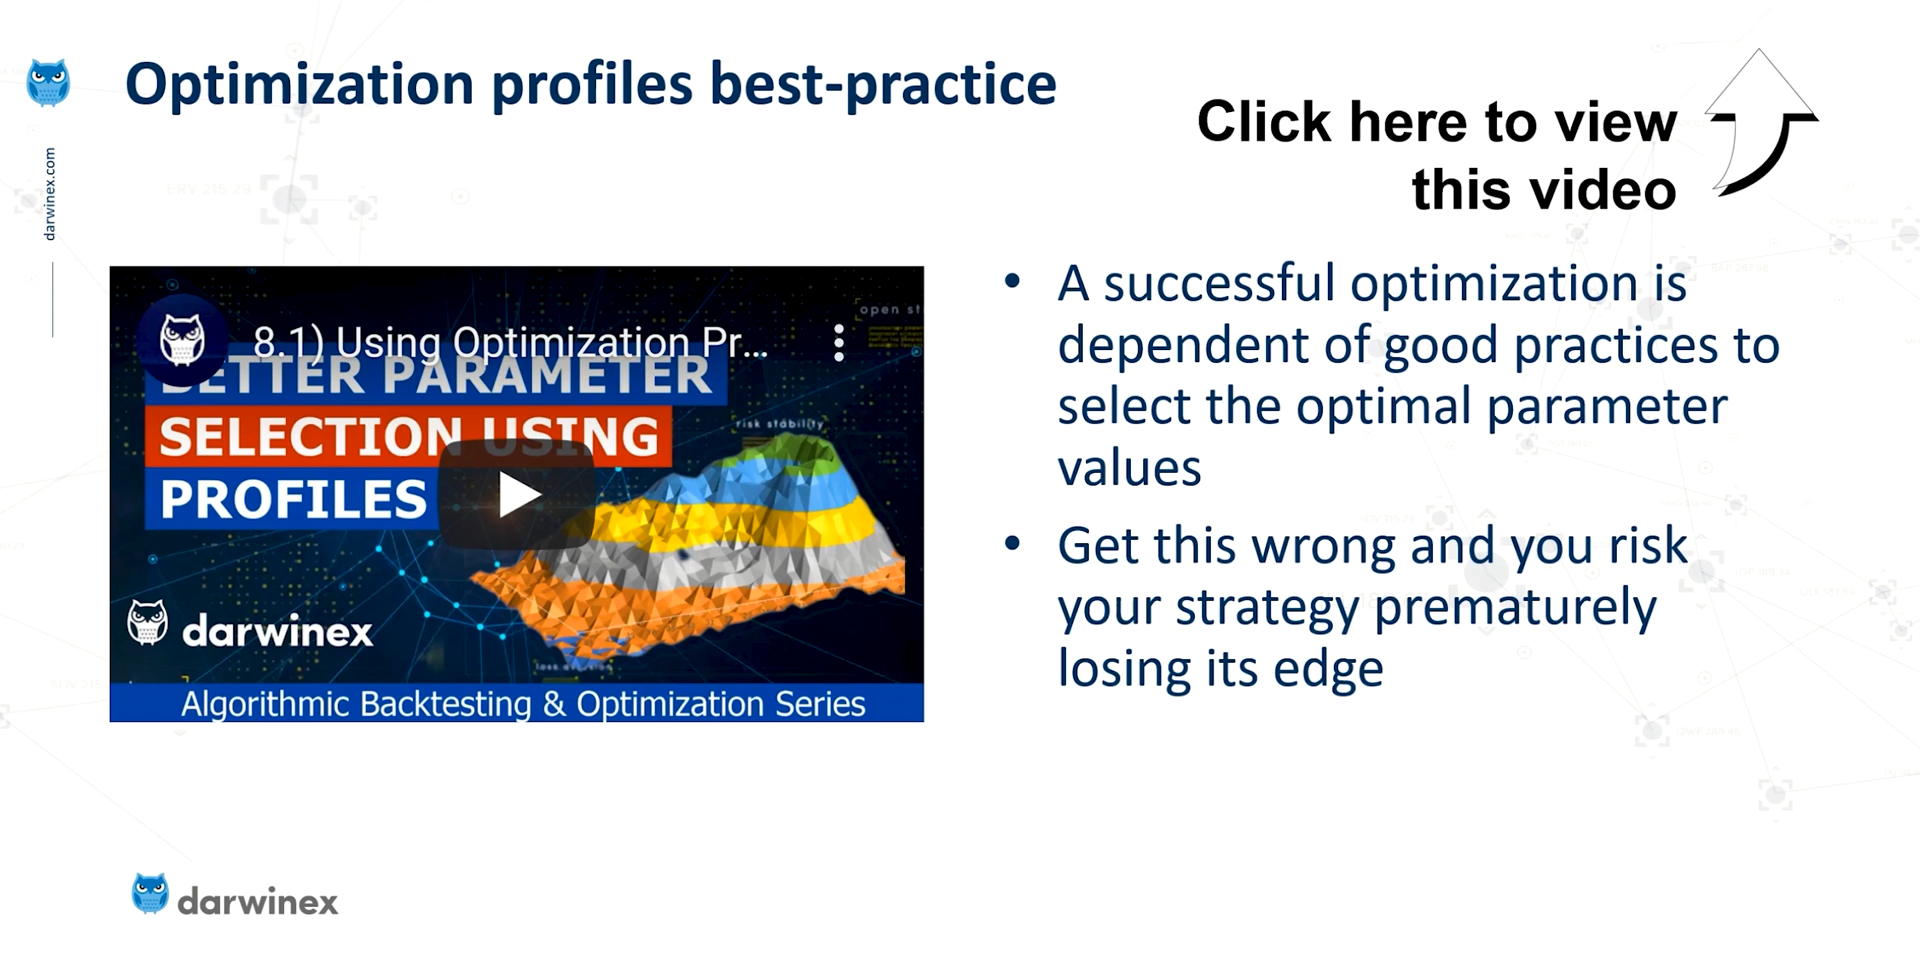 Optimization profiles best-practice
Click here to view
this video
darwinex.com
8.1) Using Optimization Pr...
BETTER PARAMETER
SELECTION USING
PROFILES
open st
risk stability
darwinex
Algorithmic Backtesting & Optimization Series
• A successful optimization is
dependent of good practices to
select the optimal parameter
values
• Get this wrong and you risk
your strategy prematurely
losing its edge
darwinex